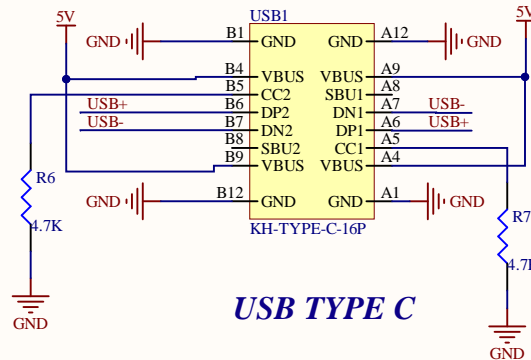 5V
USB1
5V
GND
B1
GND
GND
A12
GND
B4
VBUS
VBUS
A9
B5
CC2
SBU1
A8
USB+
B6
DP2
DN1
A7
USB-
USB-
B7
DN2
DP1
A6
USB+
B8
SBU2
CC1
A5
B9
VBUS
VBUS
A4
R6
GND
B12
GND
GND
A1
GND
4.7K
KH-TYPE-C-16P
R7
USB TYPE C
GND
GND